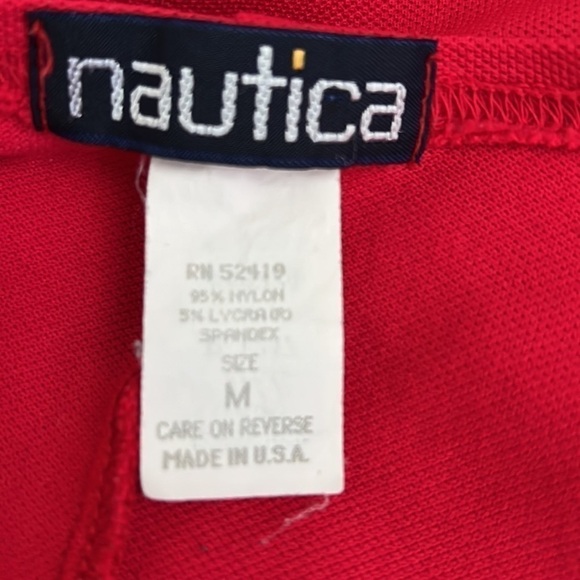 nautica
RN 52419
95% NYLON
5% LYCRA(R)
SPANDEX
SIZE
M
CARE ON REVERSE
MADE IN U.S.A.